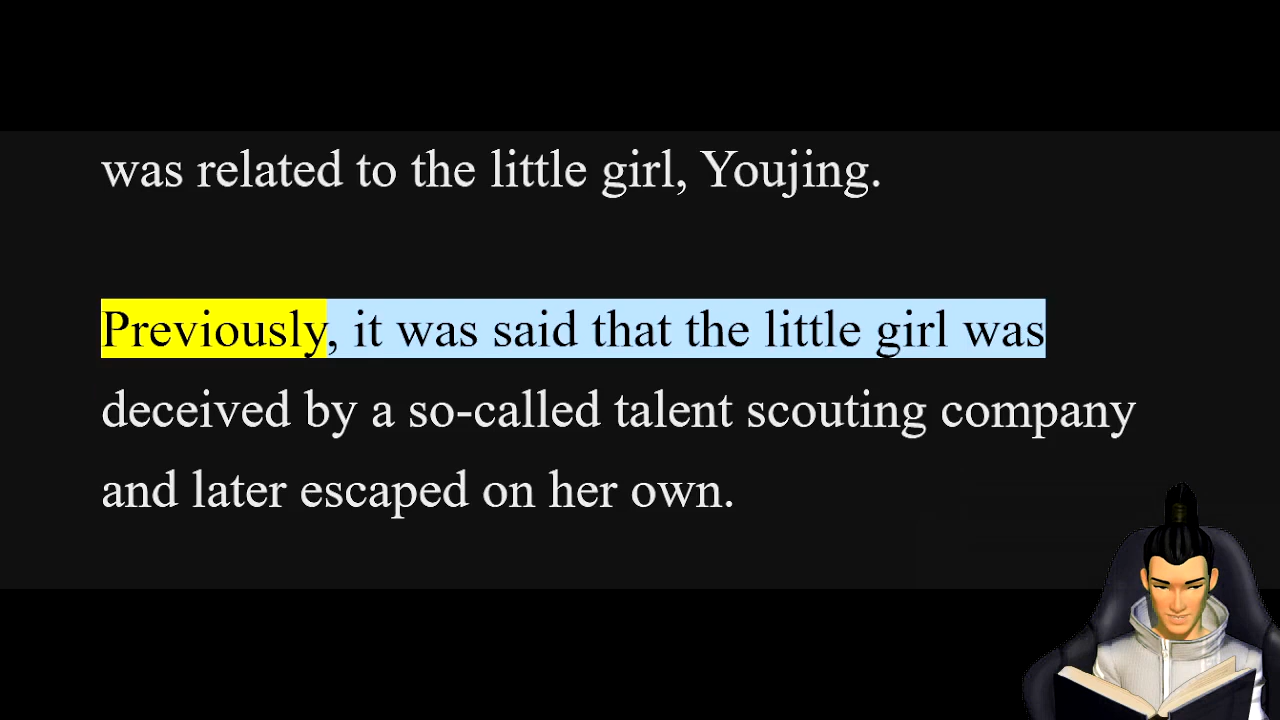 was related to the little girl, Youjing.
Previously, it was said that the little girl was
deceived by a so-called talent scouting company
and later escaped on her own.